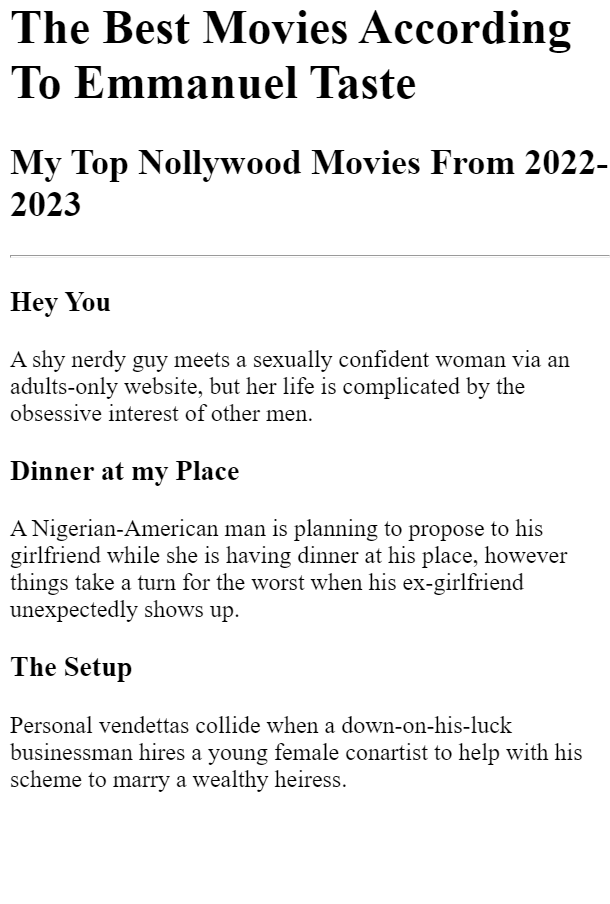 The Best Movies According
To Emmanuel Taste
My Top Nollywood Movies From 2022-
2023
Hey You
A shy nerdy guy meets a sexually confident woman via an
adults-only website, but her life is complicated by the
obsessive interest of other men.
Dinner at my Place
A Nigerian-American man is planning to propose to his
girlfriend while she is having dinner at his place, however
things take a turn for the worst when his ex-girlfriend
unexpectedly shows up.
The Setup
Personal vendettas collide when a down-on-his-luck
businessman hires a young female conartist to help with his
scheme to marry a wealthy heiress.